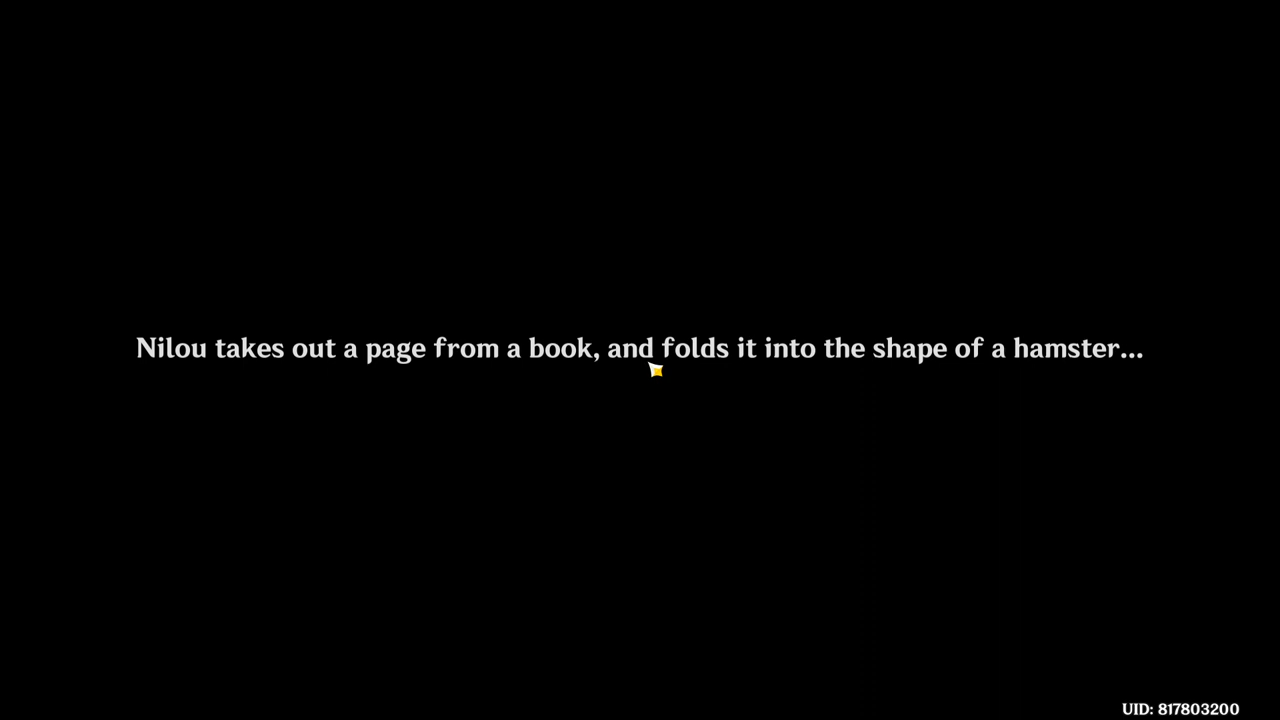 Nilou takes out a page from a book, and folds it into the shape of a hamster...
UID: 817803200